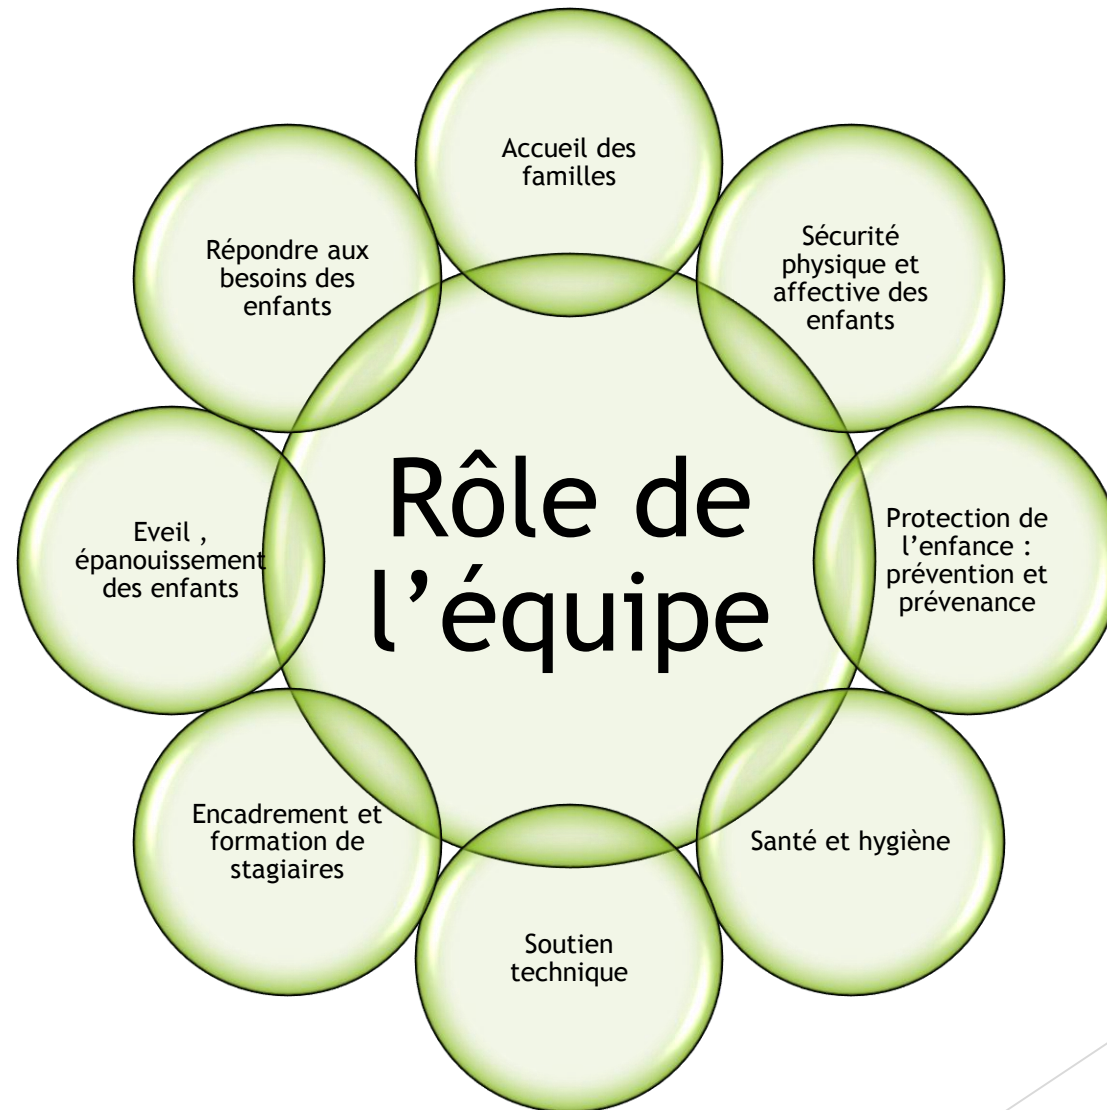 Accueil des
familles
Sécurité
physique et
affective des
enfants
Protection de
l’enfance :
prévention et
prévenance
Santé et hygiène
Soutien
technique
Encadrement et
formation de
stagiaires
Eveil ,
épanouissement
des enfants
Répondre aux
besoins des
enfants
Rôle de
l’équipe